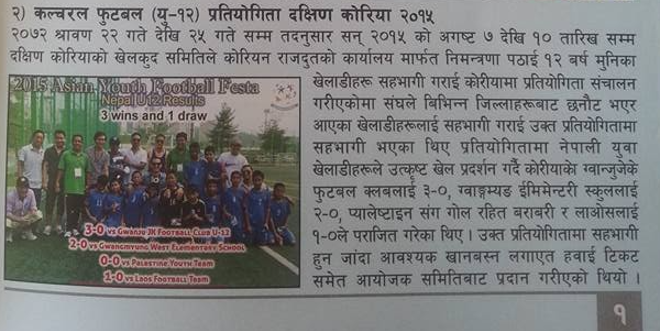 २) कल्चरल फुटबल (यु-१२) प्रतियोगिता दक्षिण कोरिया २०१५
२०७२ श्रावण २२ गते देखि २५ गते सम्म तदनुसार सन् २०१५ को अगष्ट ७ देखि १० तारिख सम्म
दक्षिण कोरियाको खेलकुद समितिले कोरियन राजदुतको कार्यालय मार्फत निमन्त्रणा पठाई १२ बर्ष मुनिका
खेलाडीहरू सहभागी गराई कोरीयामा प्रतियोगिता संचालन
गरीएकोमा संघले बिभिन्न जिल्लाहरूबाट छनौट भएर
आएका खेलाडीहरूलाई सहभागी गराई उक्त प्रतियोगितामा
सहभागी भएका थिए प्रतियोगितामा नेपाली युवा
खेलाडीहरूले उत्कृष्ट खेल प्रदर्शन गर्दै कोरीयाको ग्वान्जुजेके
फुटबल क्लबलाई ३-०, ग्वाङ्गम्यङ ईमिमेन्टरी स्कुललाई
२-०, प्यालेष्टाइन संग गोल रहित बराबरी र लाओसलाई
१-०ले पराजित गरेका थिए । उक्त प्रतियोगितामा सहभागी
हुन जांदा आवश्यक खानबस्न लगाएत हवाई टिकट
समेत आयोजक समितिबाट प्रदान गरीएको थियो ।
2015 Asian Youth Football Festa
Nepal U12 Results
3 wins and 1 draw
3-0 vs Gwanju JK Football Club U-12
2-0 vs Gwangmyung West Elementary School
0-0 vs Palestine Youth Team
1-0 vs Laos Football Team
१